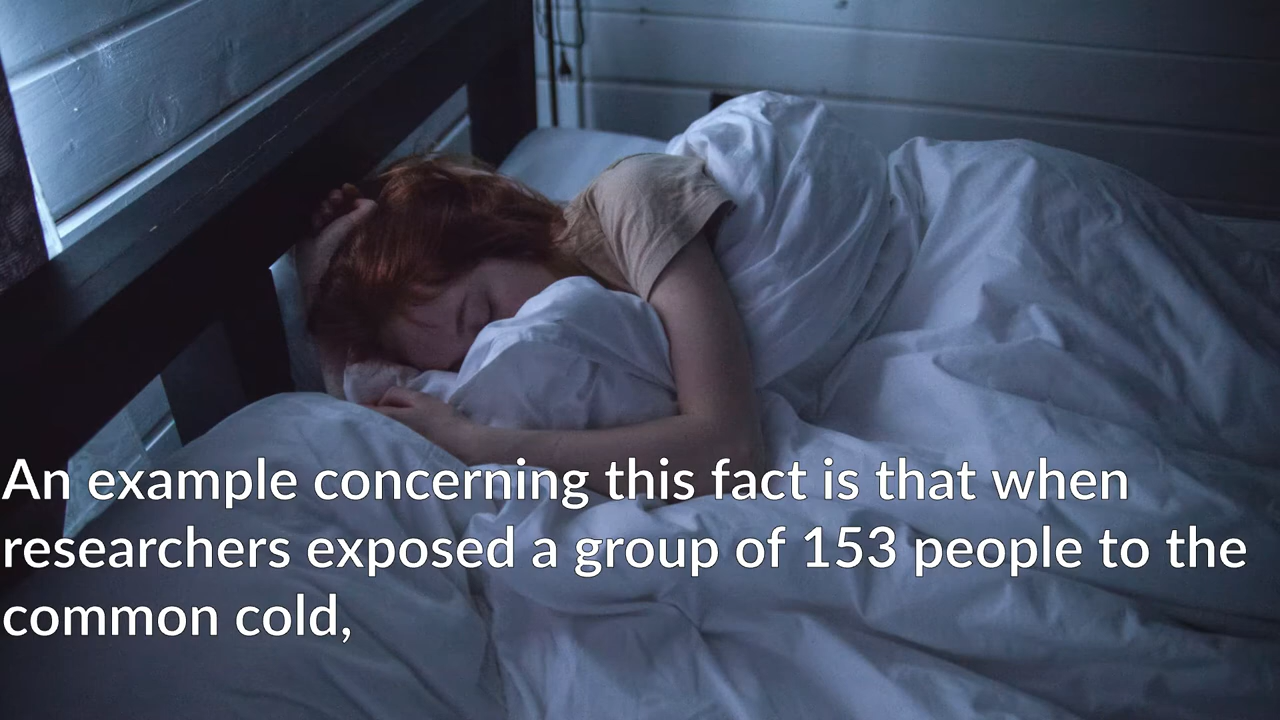 An example concerning this fact is that when
researchers exposed a group of 153 people to the
common cold,